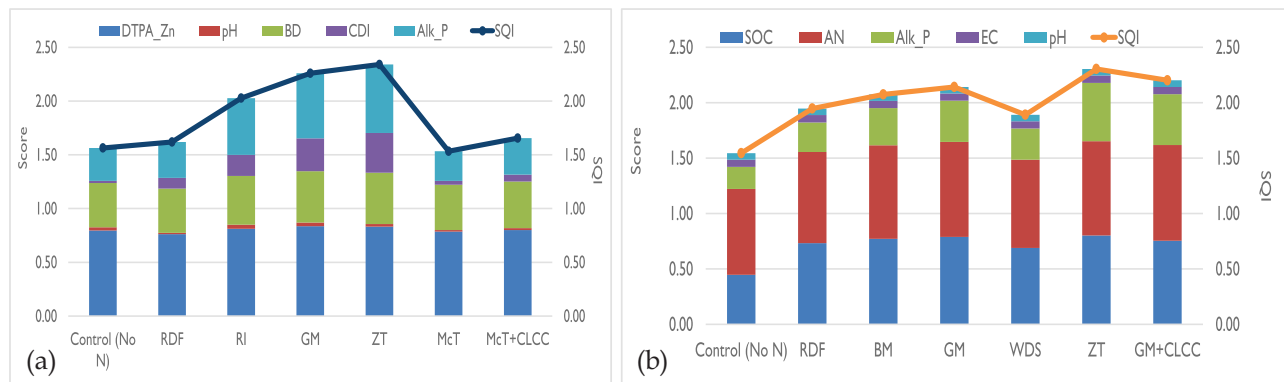 DTPA_Zn pH BD CDI Alk_P SQI
2.50 2.50
2.00 2.00
1.50 1.50
Score SQI
1.00 1.00
0.50 0.50
0.00 0.00
Control (No N) RDF RI GM ZT McT McT+CLCC
(a)
SOC AN Alk_P EC pH SQI
2.50 2.50
2.00 2.00
1.50 1.50
Score SQI
1.00 1.00
0.50 0.50
0.00 0.00
Control (No N) RDF BM GM WDS ZT GM+CLCC
(b)